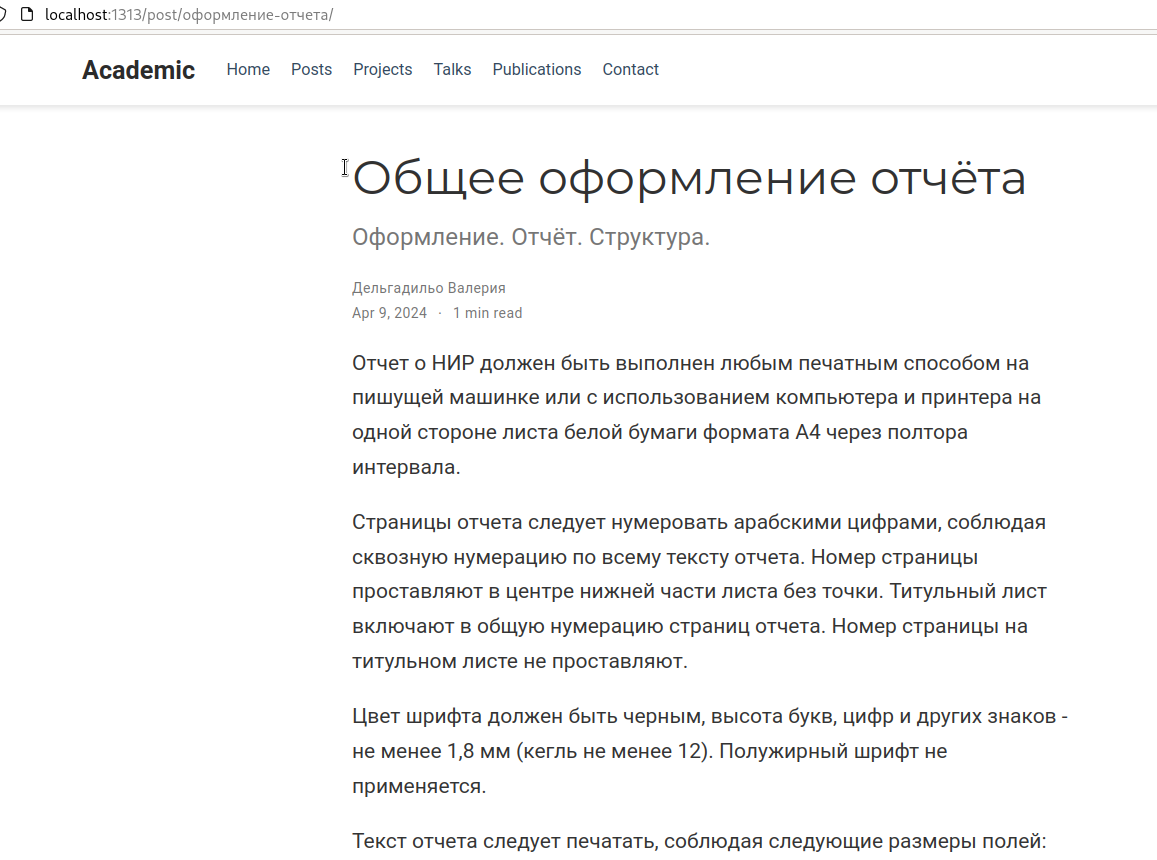 localhost:1313/post/оформление-отчета/
Academic Home Posts Projects Talks Publications Contact
Общее оформление отчёта
Оформление. Отчёт. Структура.
Дельгадильо Валерия
Apr 9, 2024 · 1 min read
Отчет о НИР должен быть выполнен любым печатным способом на
пишущей машинке или с использованием компьютера и принтера на
одной стороне листа белой бумаги формата А4 через полтора
интервала.
Страницы отчета следует нумеровать арабскими цифрами, соблюдая
сквозную нумерацию по всему тексту отчета. Номер страницы
проставляют в центре нижней части листа без точки. Титульный лист
включают в общую нумерацию страниц отчета. Номер страницы на
титульном листе не проставляют.
Цвет шрифта должен быть черным, высота букв, цифр и других знаков -
не менее 1,8 мм (кегль не менее 12). Полужирный шрифт не
применяется.
Текст отчета следует печатать, соблюдая следующие размеры полей: